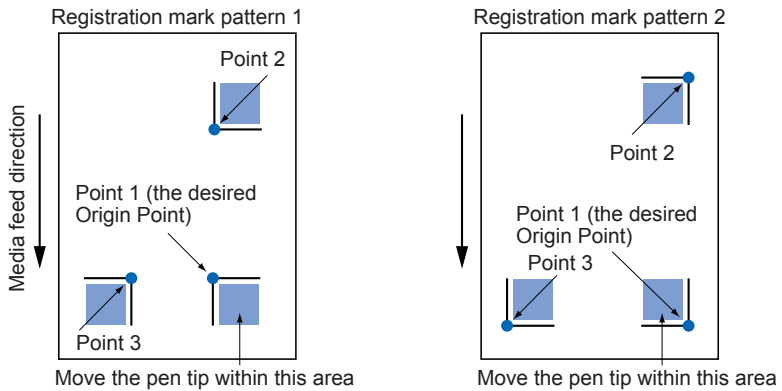 Registration mark pattern 1
Point 2
Media feed direction
Point 1 (the desired
Origin Point)
Point 3
Move the pen tip within this area
Registration mark pattern 2
Point 2
Point 1 (the desired
Origin Point)
Point 3
Move the pen tip within this area